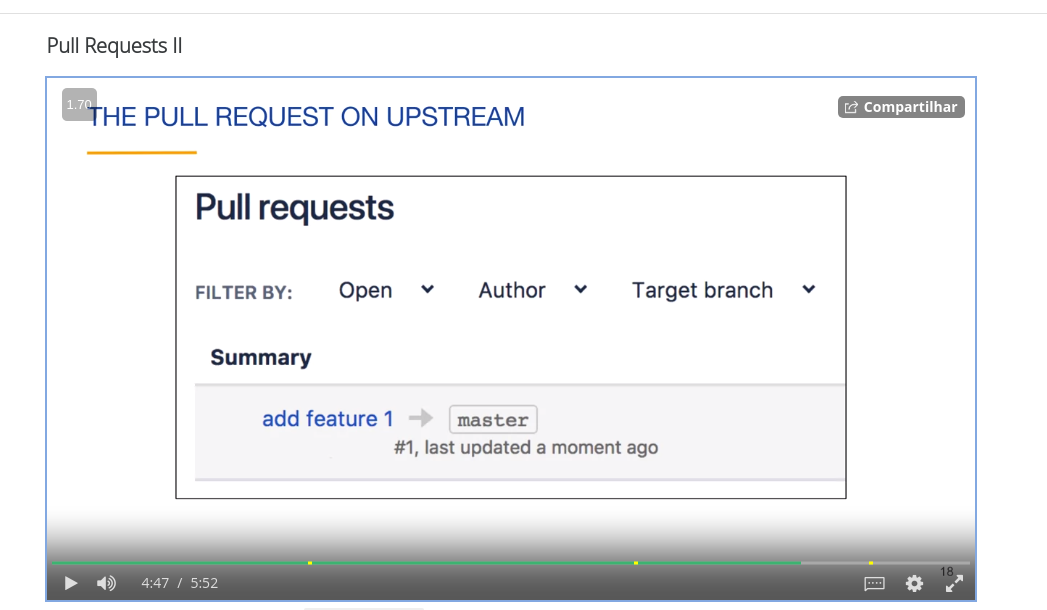 Pull Requests II
1.70
THE PULL REQUEST ON UPSTREAM
Compartilhar
Pull requests
FILTER BY: Open Author Target branch
Summary
add feature 1 master
#1, last updated a moment ago
4:47 / 5:52
18